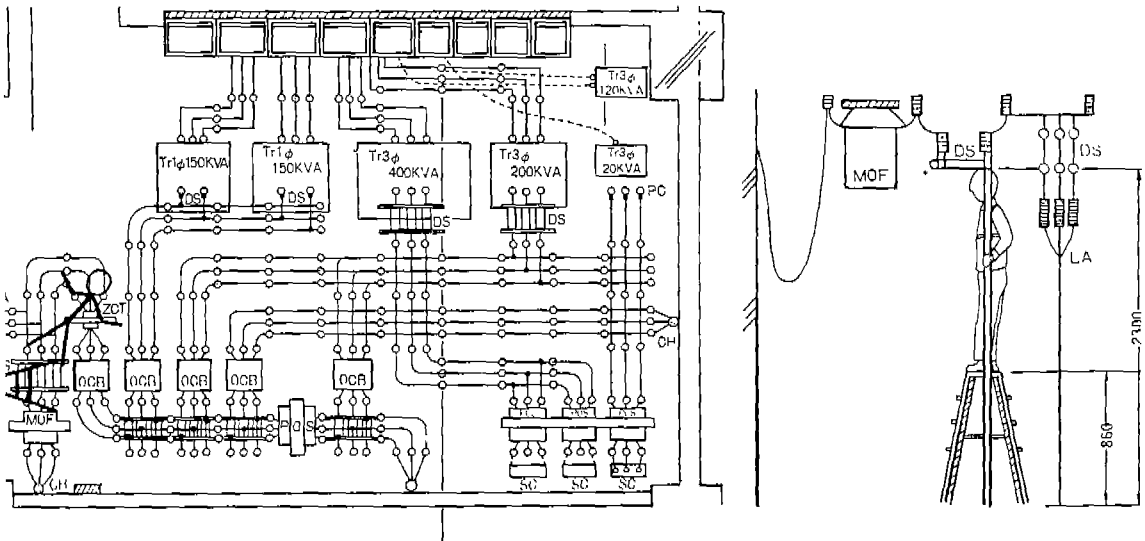 Tr3φ
120KVA
Tr1φ150KVA
Tr1φ
150KVA
Tr3φ
400KVA
Tr3φ
200KVA
Tr3φ
20KVA
DS
DS
DS
DS
PC
ZCT
CH
OCB
OCB
OCB
OCB
OCB
MOF
P
S
CH
SC
SC
SC
MOF
DS
DS
LA
2300
860